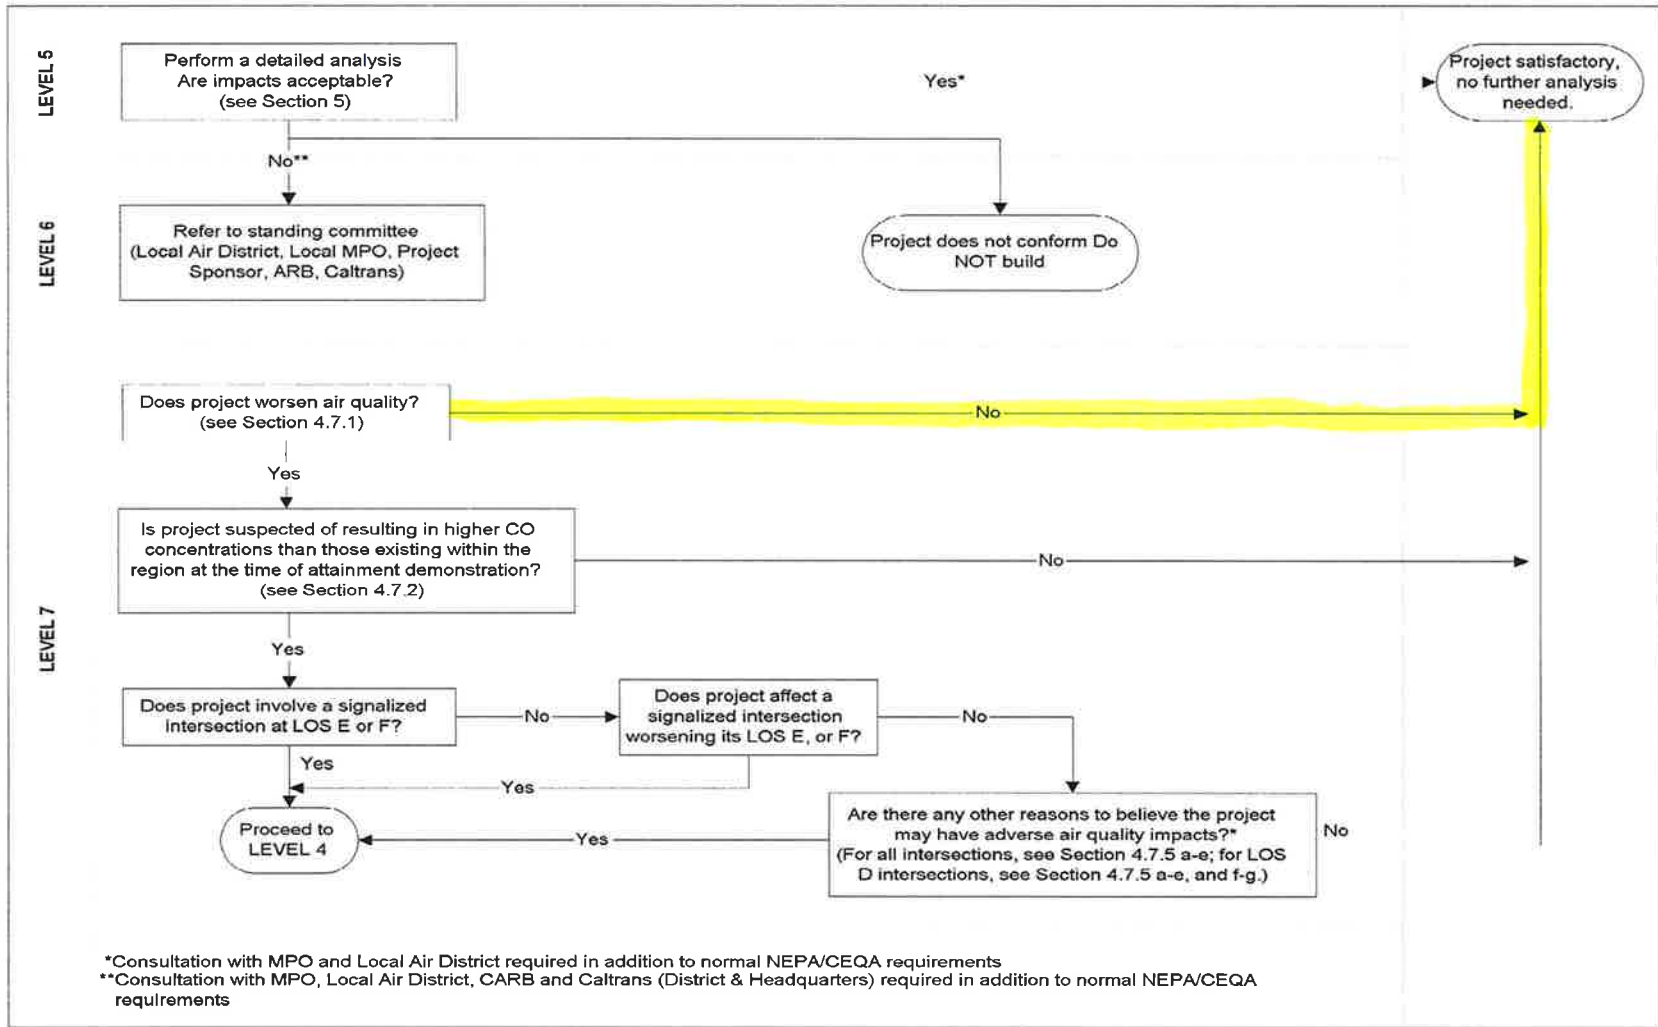 LEVEL 5
Perform a detailed analysis
Are impacts acceptable?
(see Section 5)
Yes*
Project satisfactory,
no further analysis
needed.
No**
LEVEL 6
Refer to standing committee
(Local Air District, Local MPO, Project
Sponsor, ARB, Caltrans)
Project does not conform Do
NOT build
LEVEL 7
Does project worsen air quality?
(see Section 4.7.1)
No
Yes
Is project suspected of resulting in higher CO
concentrations than those existing within the
region at the time of attainment demonstration?
(see Section 4.7.2)
No
Yes
Does project involve a signalized
intersection at LOS E or F?
No
Does project affect a
signalized intersection
worsening its LOS E, or F?
No
Yes
Yes
Proceed to
LEVEL 4
Yes
Are there any other reasons to believe the project
may have adverse air quality impacts?*
(For all intersections, see Section 4.7.5 a-e; for LOS
D intersections, see Section 4.7.5 a-e, and f-g.)
No
*Consultation with MPO and Local Air District required in addition to normal NEPA/CEQA requirements
**Consultation with MPO, Local Air District, CARB and Caltrans (District & Headquarters) required in addition to normal NEPA/CEQA
requirements